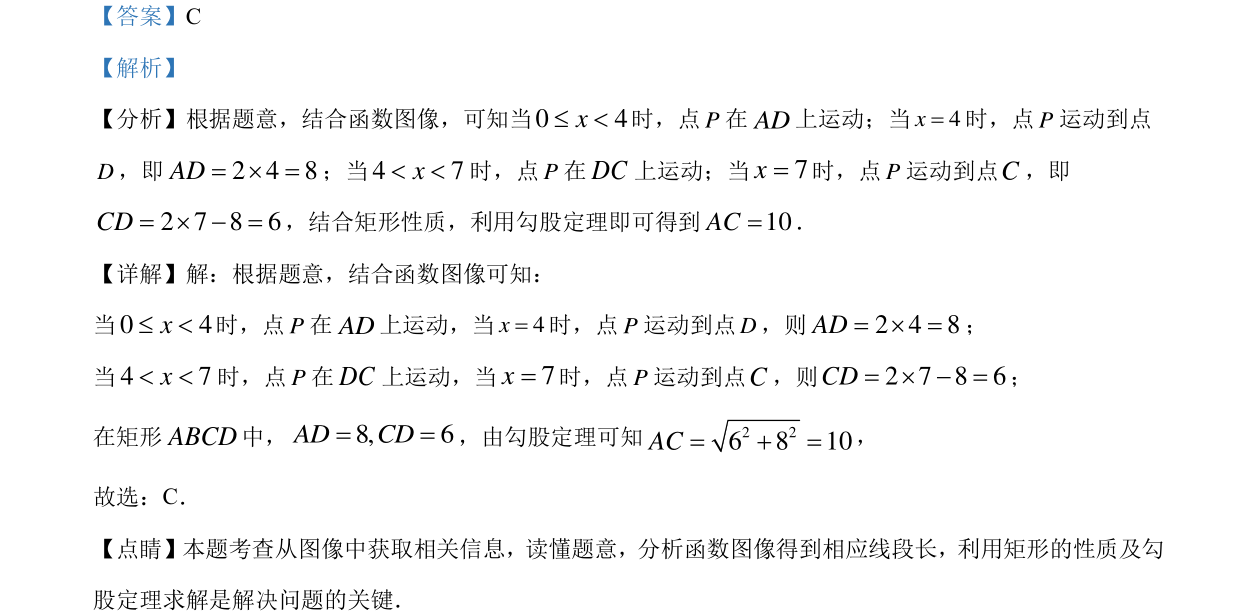 【答案】C
【解析】
【分析】根据题意，结合函数图像，可知当0≤x<4时，点P在AD上运动；当x=4时，点P运动到点
D，即AD=2×4=8；当4<x<7时，点P在DC上运动；当x=7时，点P运动到点C，即
CD=2×7−8=6，结合矩形性质，利用勾股定理即可得到AC=10．
【详解】解：根据题意，结合函数图像可知：
当0≤x<4时，点P在AD上运动，当x=4时，点P运动到点D，则AD=2×4=8；
当4<x<7时，点P在DC上运动，当x=7时，点P运动到点C，则CD=2×7−8=6；
在矩形ABCD中，AD=8,CD=6，由勾股定理可知AC=√(6²+8²)=10，
故选：C．
【点睛】本题考查从图像中获取相关信息，读懂题意，分析函数图像得到相应线段长，利用矩形的性质及勾
股定理求解是解决问题的关键．